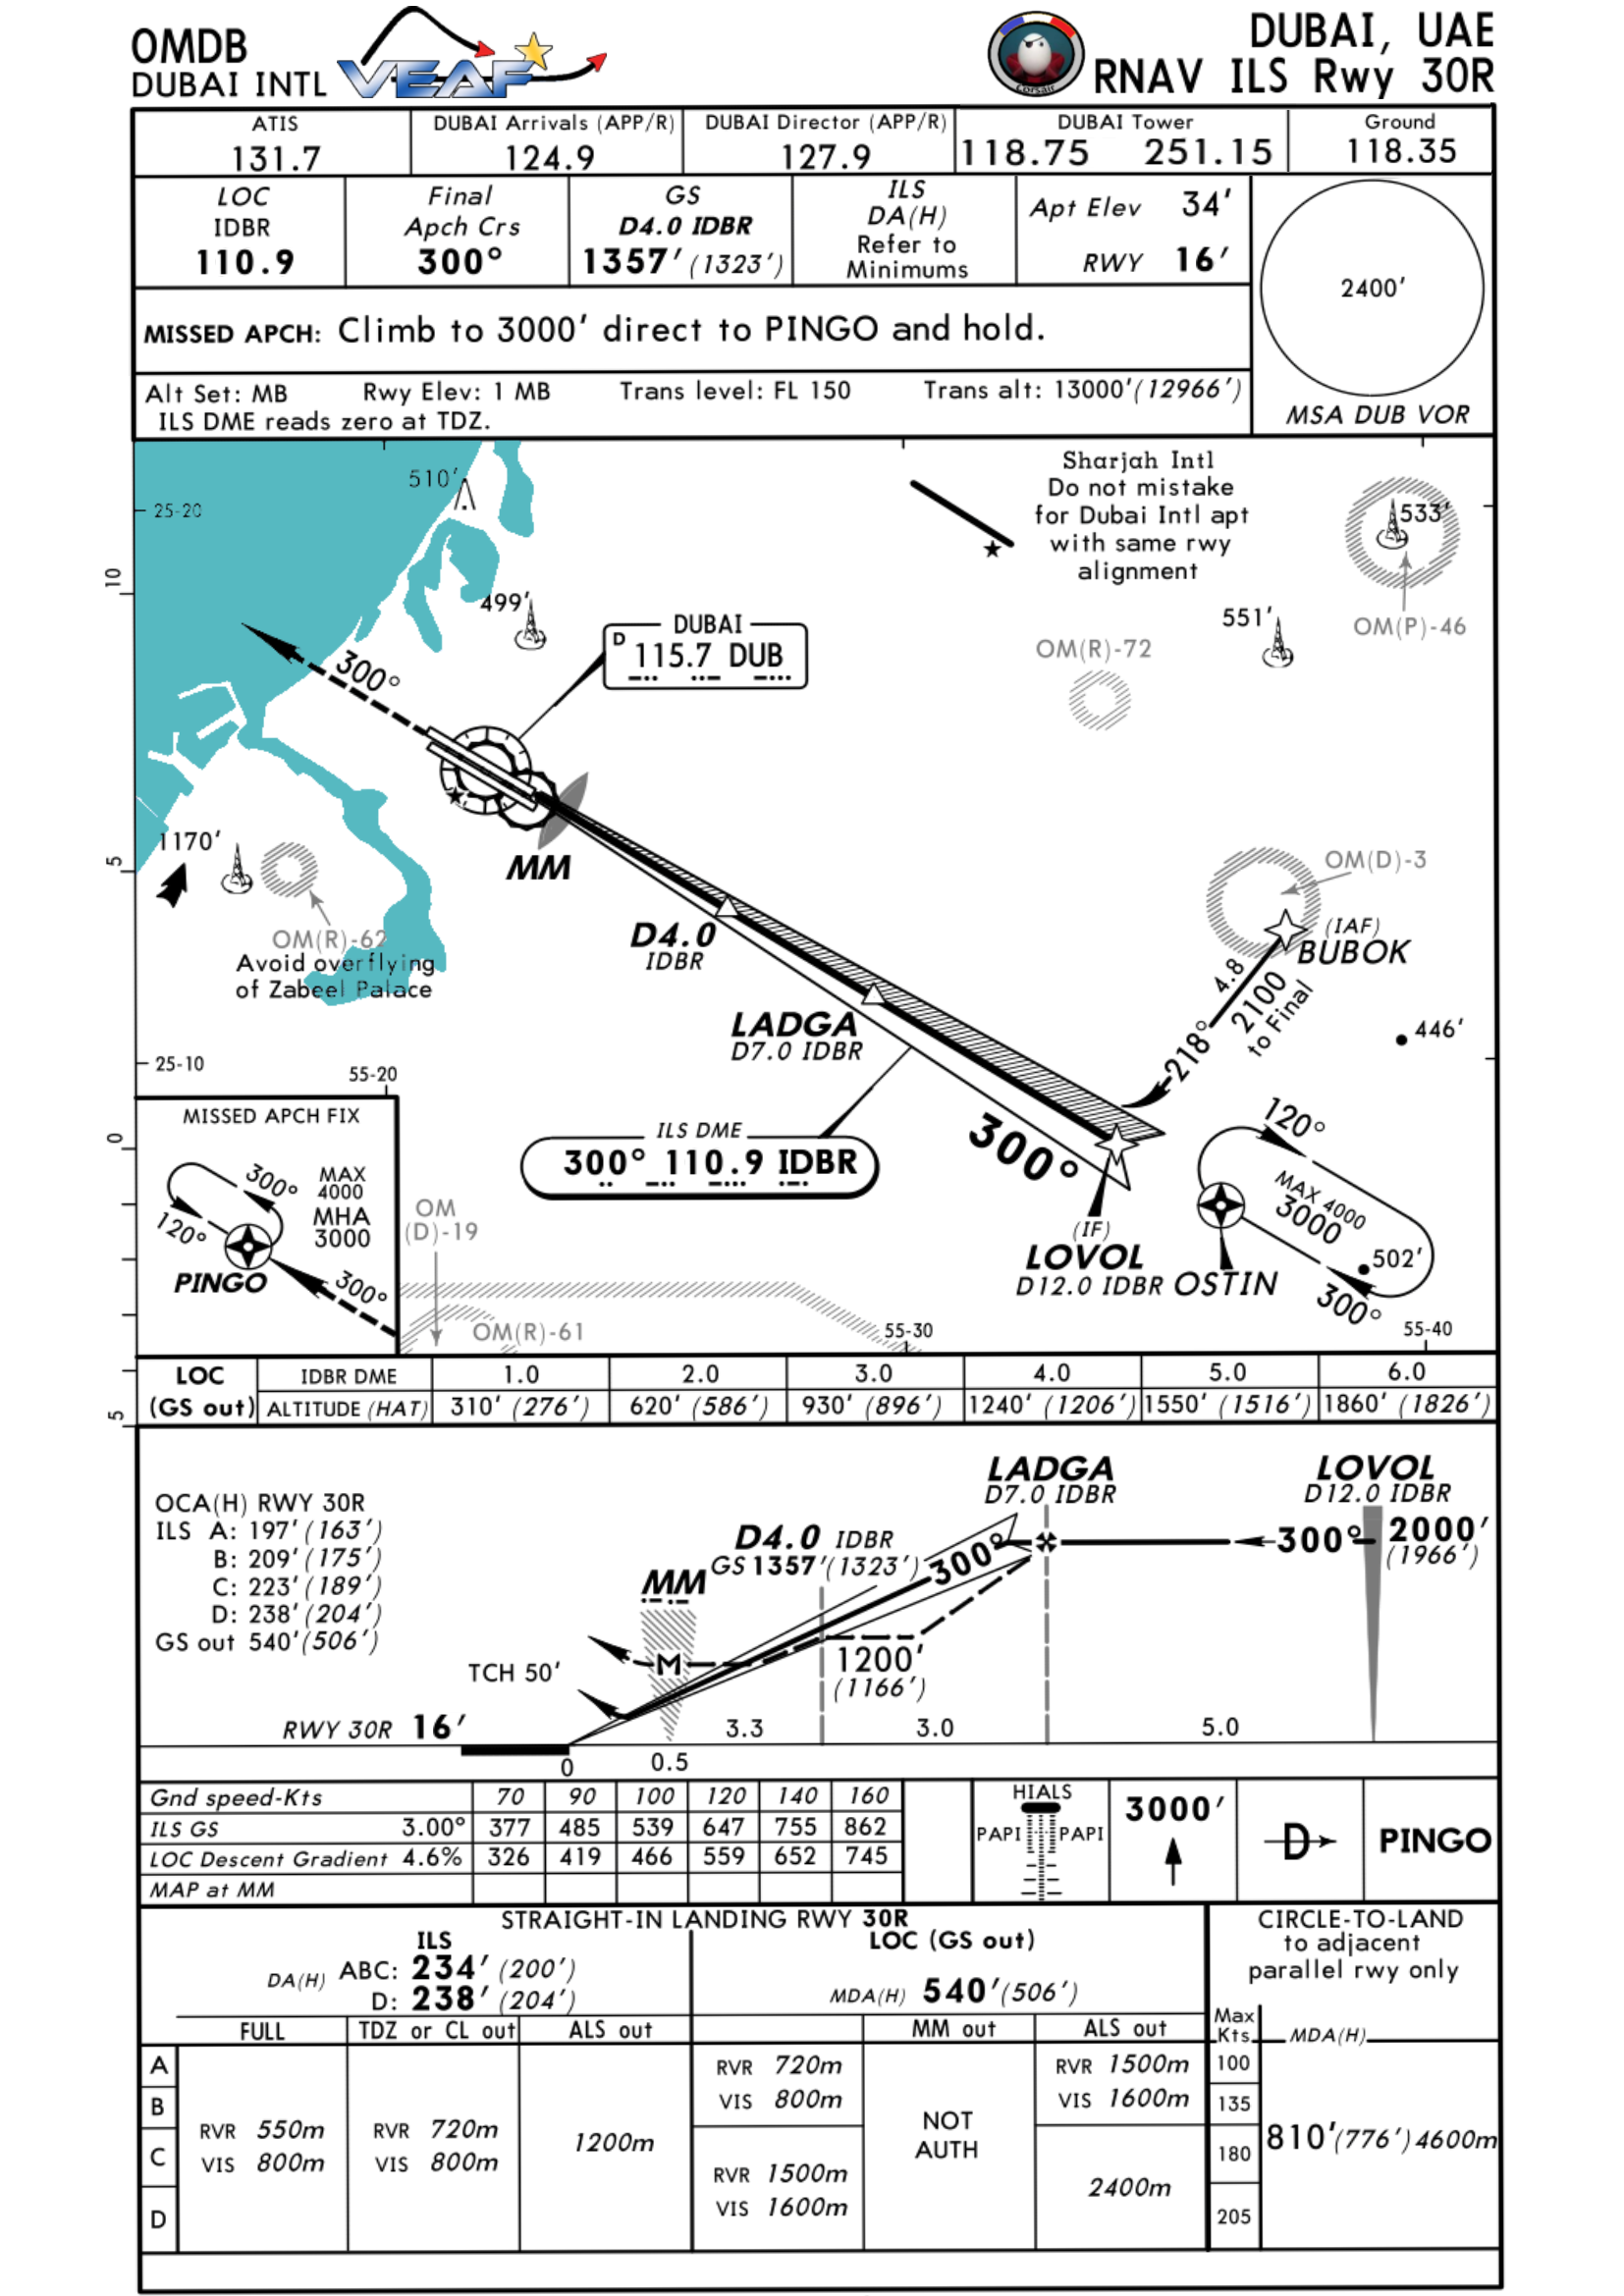 OMDB
DUBAI INTL
VEAF
Corsair
DUBAI, UAE
RNAV ILS Rwy 30R
ATIS
131.7
DUBAI Arrivals (APP/R)
124.9
DUBAI Director (APP/R)
127.9
DUBAI Tower
118.75 251.15
Ground
118.35
LOC
IDBR
110.9
Final
Apch Crs
300°
GS
D4.0 IDBR
1357' (1323')
ILS
DA(H)
Refer to
Minimums
Apt Elev 34'
RWY 16'
2400'
MSA DUB VOR
MISSED APCH: Climb to 3000' direct to PINGO and hold.
Alt Set: MB Rwy Elev: 1 MB Trans level: FL 150 Trans alt: 13000'(12966')
ILS DME reads zero at TDZ.
510'
25-20
Sharjah Intl
Do not mistake
for Dubai Intl apt
with same rwy
alignment
533'
OM(P)-46
10
499'
551'
OM(R)-72
DUBAI
D 115.7 DUB
300°
MM
1170'
5
OM(R)-62
Avoid overflying
of Zabeel Palace
D4.0
IDBR
LADGA
D7.0 IDBR
OM(D)-3
(IAF)
BUBOK
4.8
2100
to Final
218°
446'
25-10
55-20
MISSED APCH FIX
300°
MAX
4000
MHA
3000
120°
PINGO
300°
0
ILS DME
300° 110.9 IDBR
300°
120°
MAX 4000
3000
502'
300°
(IF)
LOVOL
D12.0 IDBR
OSTIN
OM
(D)-19
OM(R)-61
55-30
55-40
5
LOC
(GS out)
IDBR DME 1.0 2.0 3.0 4.0 5.0 6.0
ALTITUDE (HAT) 310' (276') 620' (586') 930' (896') 1240' (1206') 1550' (1516') 1860' (1826')
OCA(H) RWY 30R
ILS A: 197'(163')
B: 209'(175')
C: 223'(189')
D: 238'(204')
GS out 540'(506')
LADGA
D7.0 IDBR
LOVOL
D12.0 IDBR
D4.0 IDBR
GS 1357'(1323')
300°
300°
2000'
(1966')
MM
M
TCH 50'
1200'
(1166')
RWY 30R 16'
3.3 3.0 5.0
0 0.5
Gnd speed-Kts 70 90 100 120 140 160
ILS GS 3.00° 377 485 539 647 755 862
LOC Descent Gradient 4.6% 326 419 466 559 652 745
MAP at MM
HIALS
PAPI PAPI
3000'
D
PINGO
STRAIGHT-IN LANDING RWY 30R
ILS
DA(H) ABC: 234' (200')
D: 238' (204')
LOC (GS out)
MDA(H) 540'(506')
CIRCLE-TO-LAND
to adjacent
parallel rwy only
FULL TDZ or CL out ALS out MM out ALS out
Max
Kts
MDA(H)
A
B
C
D
RVR 550m
VIS 800m
RVR 720m
VIS 800m
1200m
RVR 720m
VIS 800m
RVR 1500m
VIS 1600m
NOT
AUTH
RVR 1500m
VIS 1600m
2400m
100
135
180
205
810'(776') 4600m